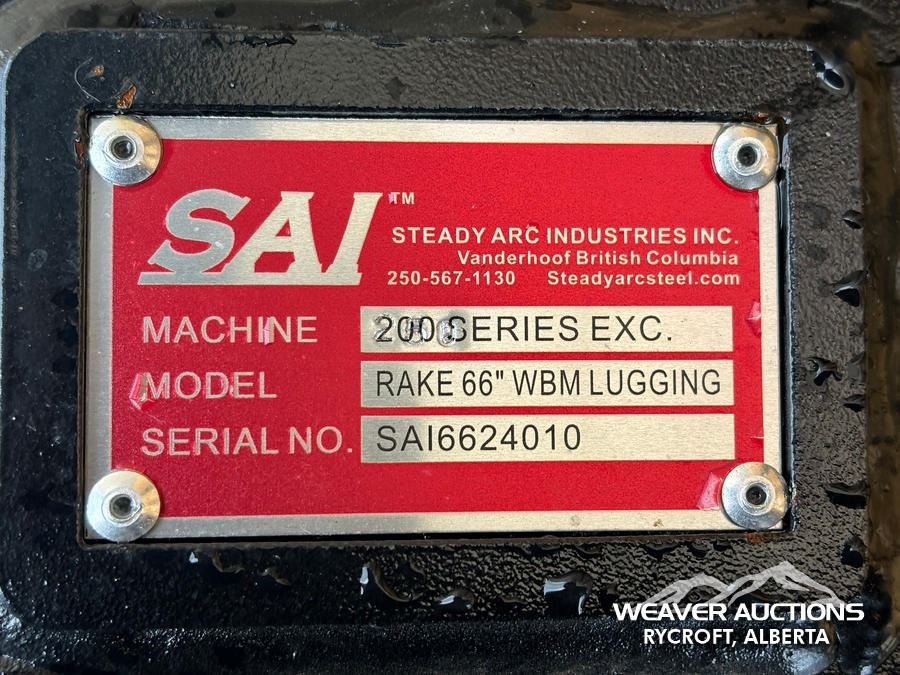 SAI™
STEADY ARC INDUSTRIES INC.
Vanderhoof British Columbia
250-567-1130 Steadyarcsteel.com
MACHINE 200 SERIES EXC.
MODEL RAKE 66" WBM LUGGING
SERIAL NO. SAI6624010
WEAVER AUCTIONS
RYCROFT, ALBERTA